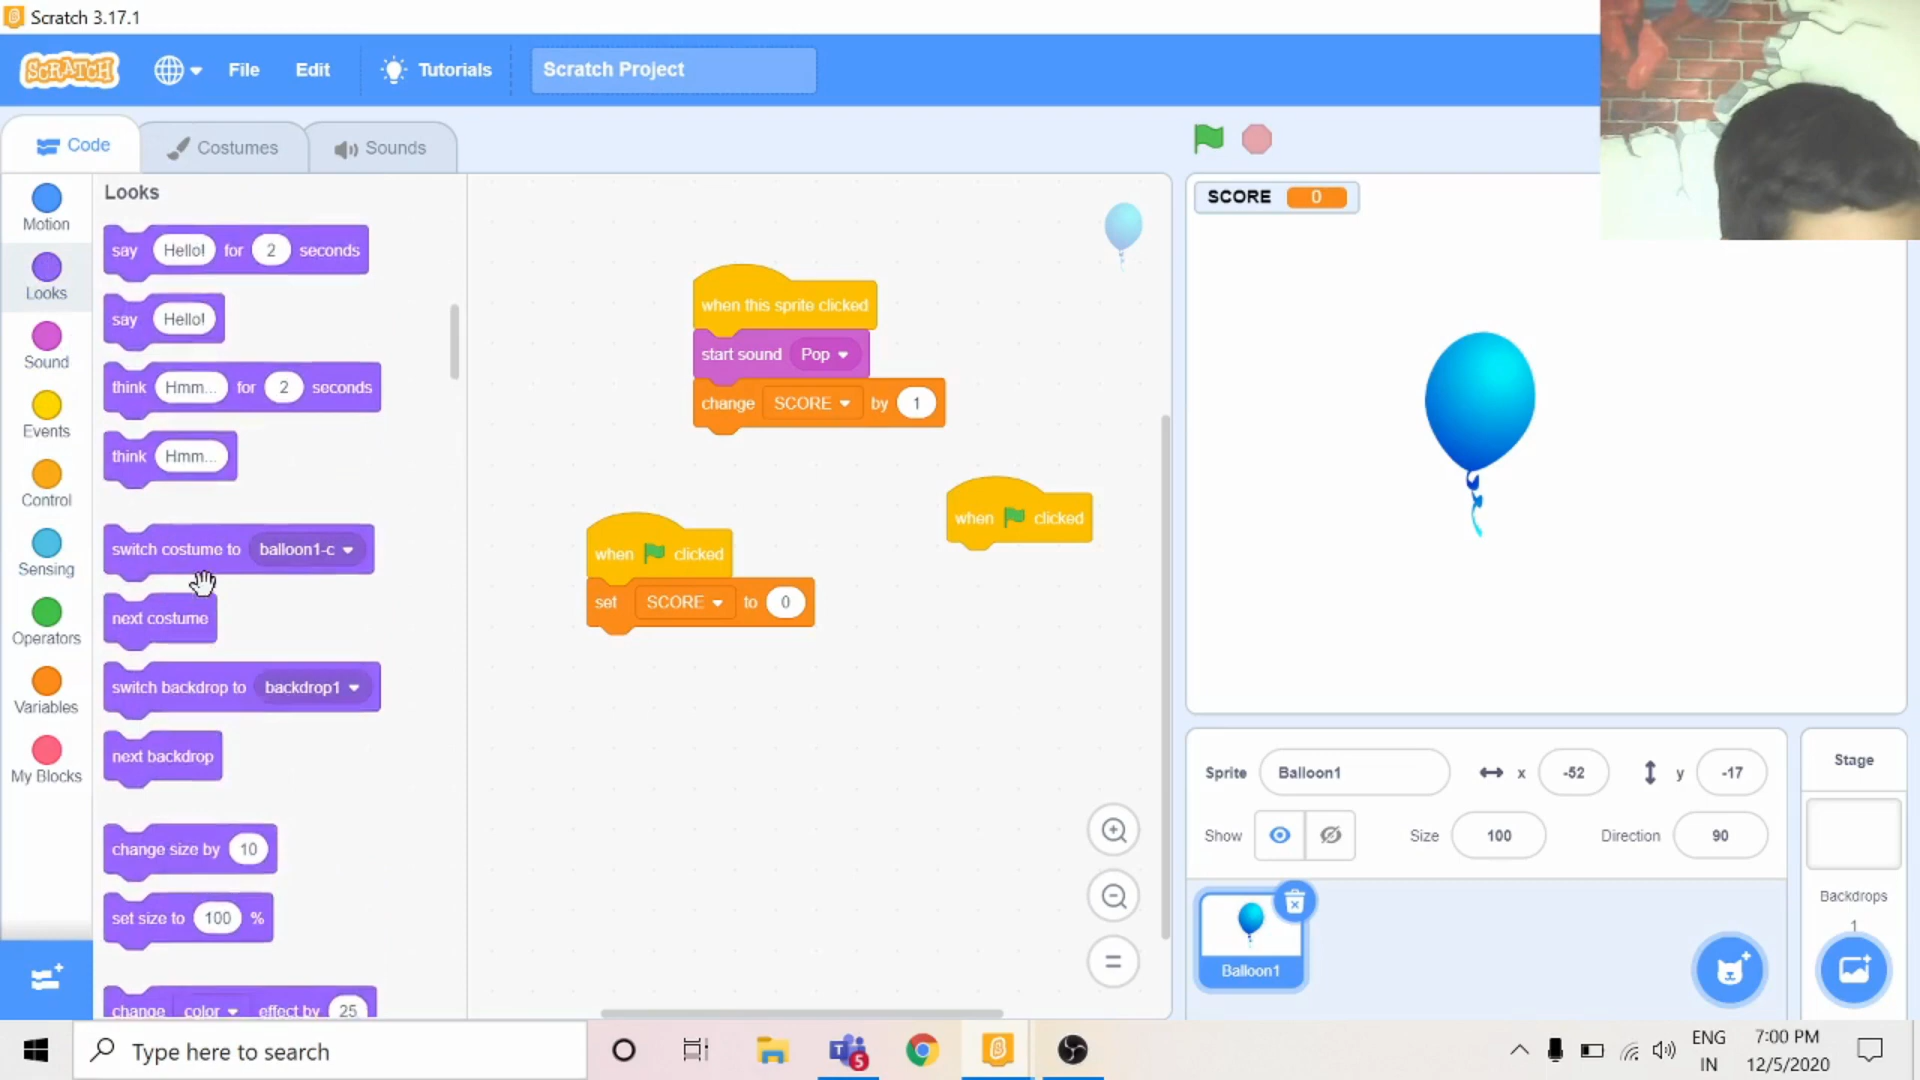 Scratch 3.17.1
SCRATCH File Edit Tutorials Scratch Project
Code Costumes Sounds
Motion
Looks
Sound
Events
Control
Sensing
Operators
Variables
My Blocks
Looks
say Hello! for 2 seconds
say Hello!
think Hmm... for 2 seconds
think Hmm...
switch costume to balloon1-c
next costume
switch backdrop to backdrop1
next backdrop
change size by 10
set size to 100 %
change color effect by 25
when this sprite clicked
start sound Pop
change SCORE by 1
when clicked
when clicked
set SCORE to 0
SCORE 0
Sprite Balloon1 x -52 y -17
Show Size 100 Direction 90
Balloon1
Stage
Backdrops
1
Type here to search
5
ENG
IN
7:00 PM
12/5/2020